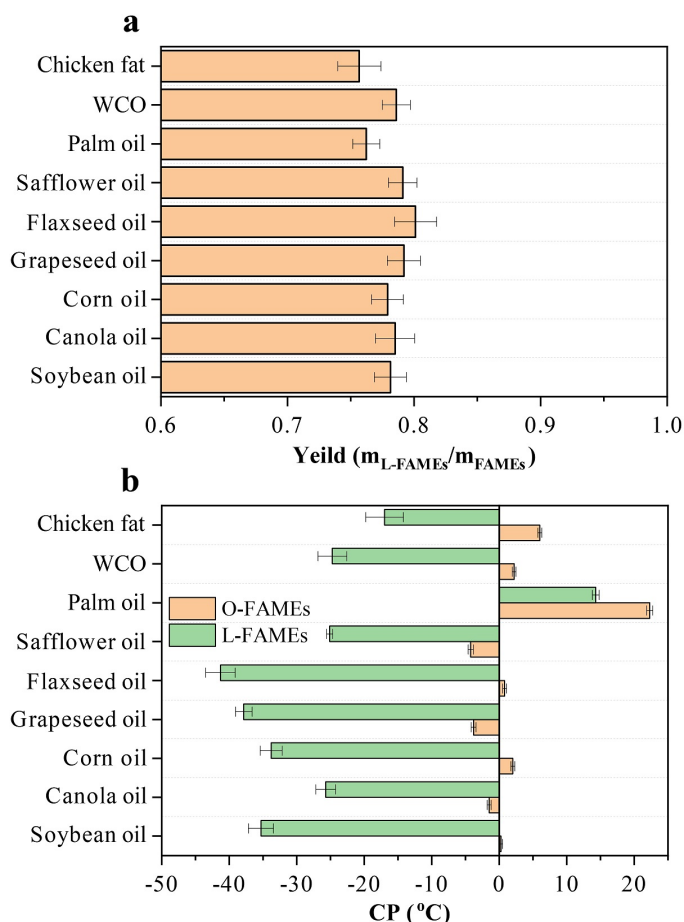 a
Chicken fat
WCO
Palm oil
Safflower oil
Flaxseed oil
Grapeseed oil
Corn oil
Canola oil
Soybean oil
0.6 0.7 0.8 0.9 1.0
Yeild (mL-FAMEs/mFAMEs)
b
Chicken fat
WCO
Palm oil
O-FAMEs
L-FAMEs
Safflower oil
Flaxseed oil
Grapeseed oil
Corn oil
Canola oil
Soybean oil
-50 -40 -30 -20 -10 0 10 20
CP (°C)